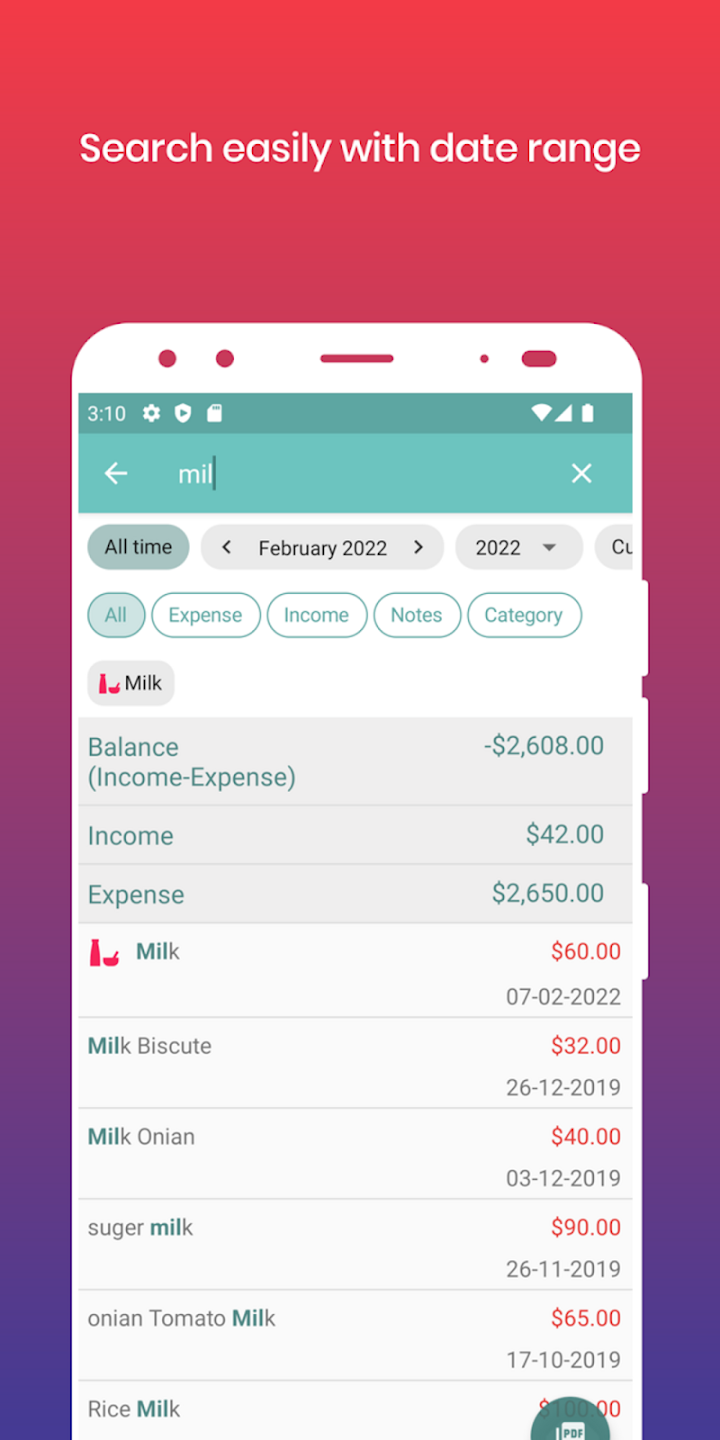 Search easily with date range
3:10
mil
All time
February 2022
2022
Cu
All
Expense
Income
Notes
Category
Milk
Balance
(Income-Expense)
-$2,608.00
Income
$42.00
Expense
$2,650.00
Milk
$60.00
07-02-2022
Milk Biscute
$32.00
26-12-2019
Milk Onian
$40.00
03-12-2019
suger milk
$90.00
26-11-2019
onian Tomato Milk
$65.00
17-10-2019
Rice Milk
$100.00
PDF